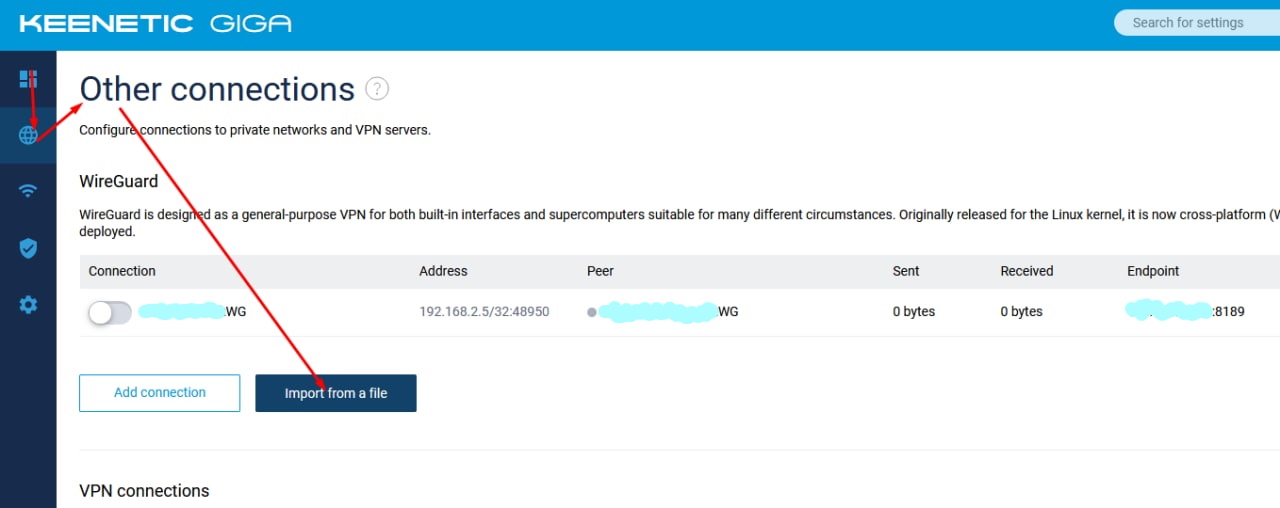 KEENETIC GIGA
Search for settings
Other connections ?
Configure connections to private networks and VPN servers.
WireGuard
WireGuard is designed as a general-purpose VPN for both built-in interfaces and supercomputers suitable for many different circumstances. Originally released for the Linux kernel, it is now cross-platform (W
deployed.
Connection Address Peer Sent Received Endpoint
.WG 192.168.2.5/32:48950 WG 0 bytes 0 bytes :8189
Add connection Import from a file
VPN connections